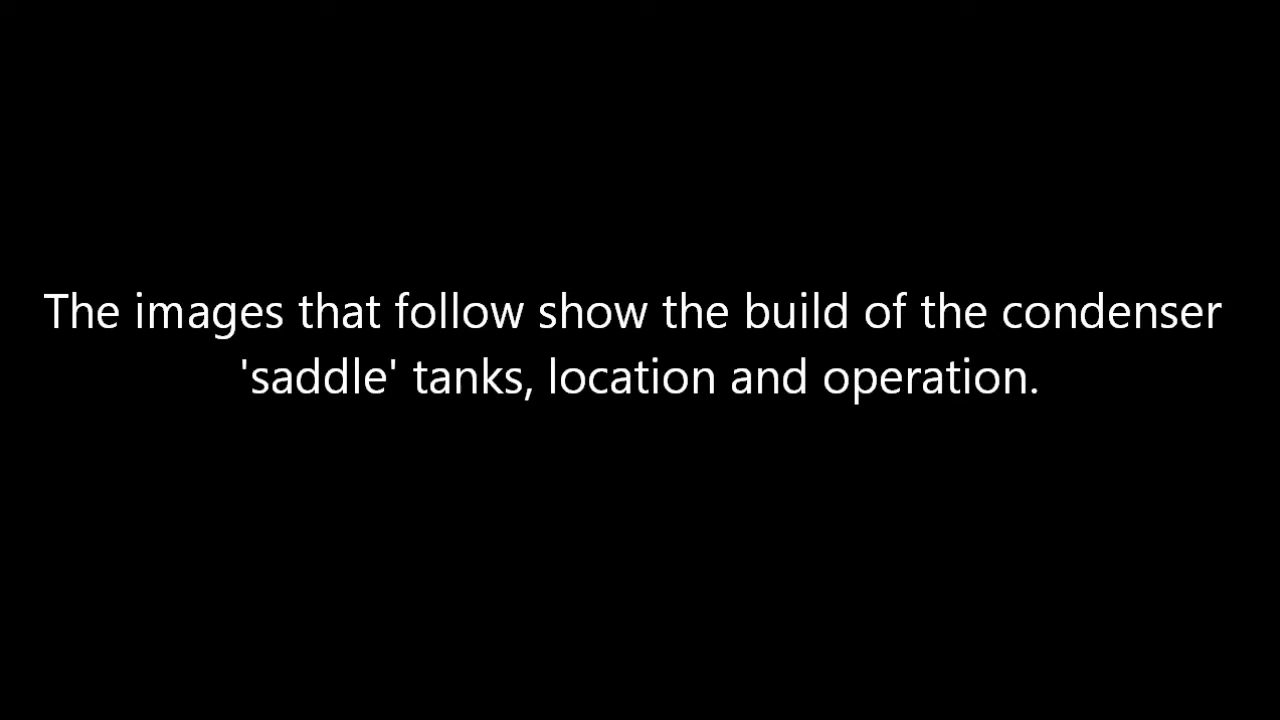 The images that follow show the build of the condenser
'saddle' tanks, location and operation.